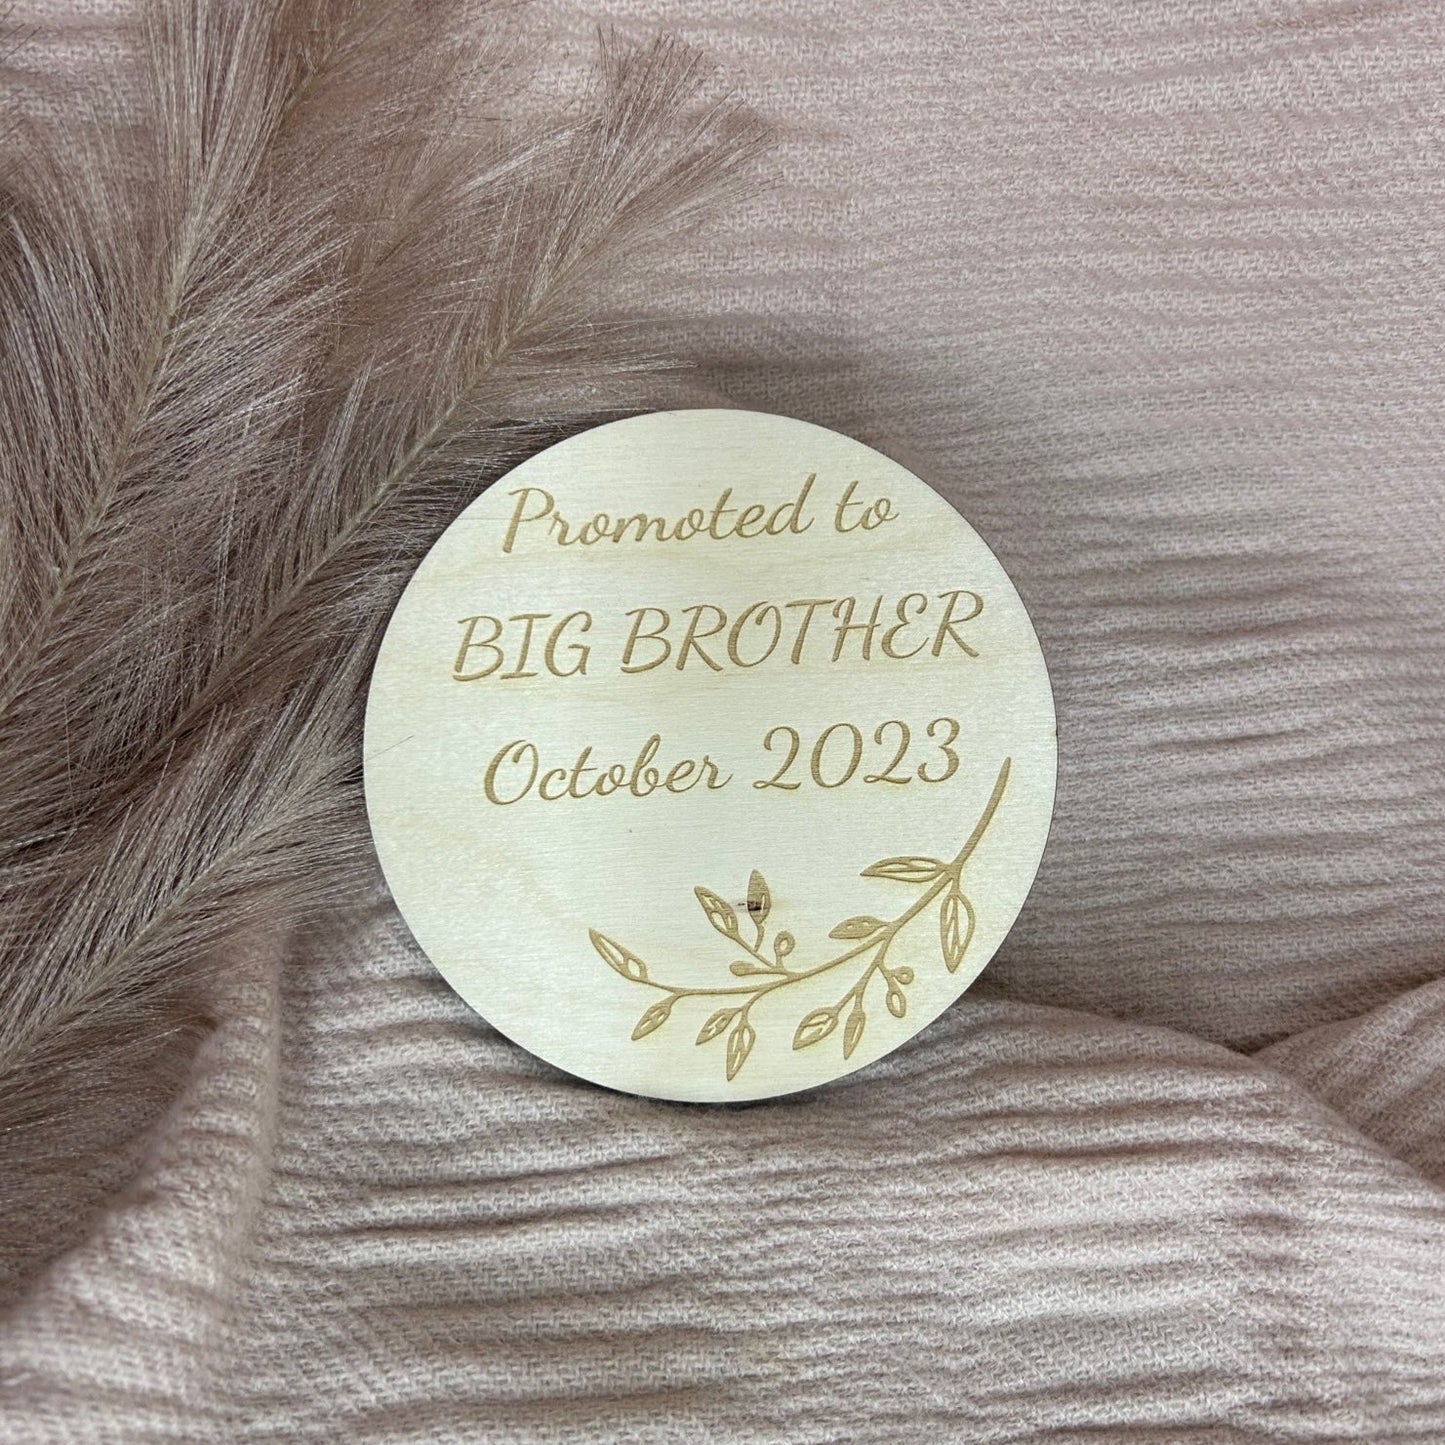 Promoted to
BIG BROTHER
October 2023